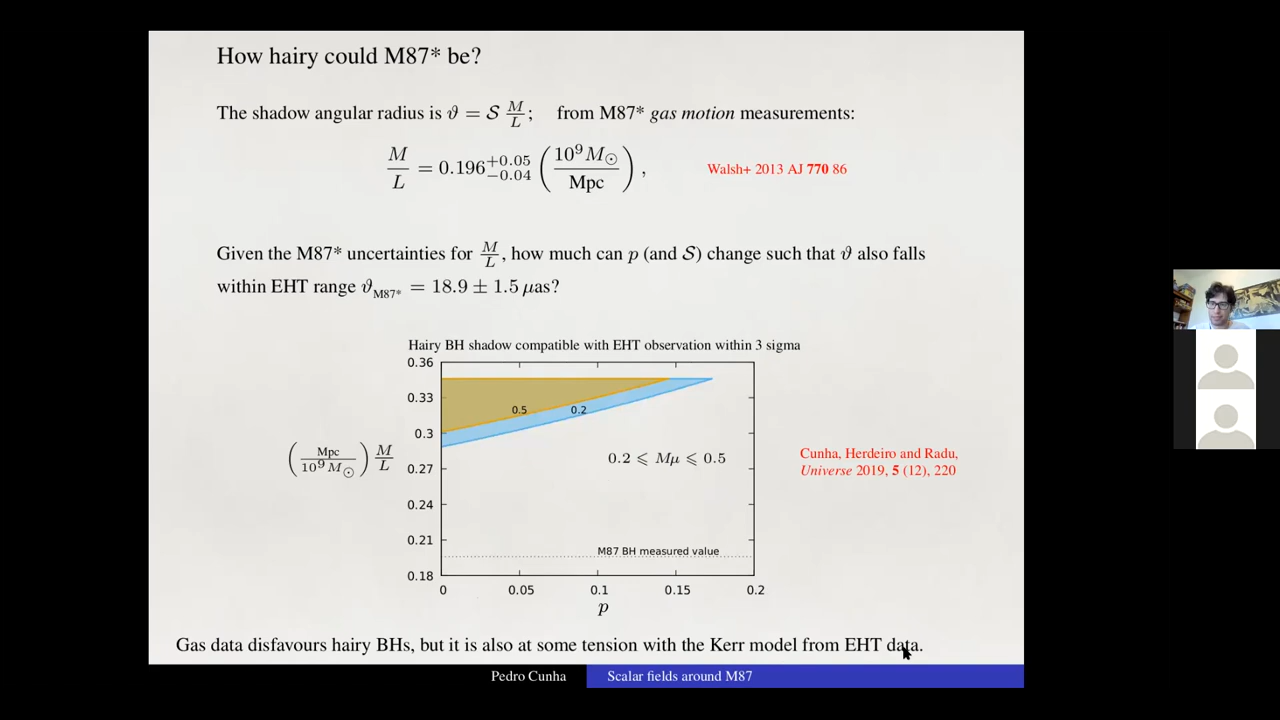 How hairy could M87* be?
The shadow angular radius is ϑ = 𝒮 M/L; from M87* gas motion measurements:
M/L = 0.196 +0.05 −0.04 (10⁹ M☉ / Mpc), Walsh+ 2013 AJ 770 86
Given the M87* uncertainties for M/L, how much can p (and 𝒮) change such that ϑ also falls
within EHT range ϑ_M87* = 18.9 ± 1.5 μas?
Hairy BH shadow compatible with EHT observation within 3 sigma
0.36
0.33
0.5 0.2
0.3
(Mpc / 10⁹ M☉) M/L
0.2 ⩽ Mμ ⩽ 0.5
Cunha, Herdeiro and Radu,
Universe 2019, 5 (12), 220
0.27
0.24
0.21
M87 BH measured value
0.18
0 0.05 0.1 0.15 0.2
p
Gas data disfavours hairy BHs, but it is also at some tension with the Kerr model from EHT data.
Pedro Cunha Scalar fields around M87